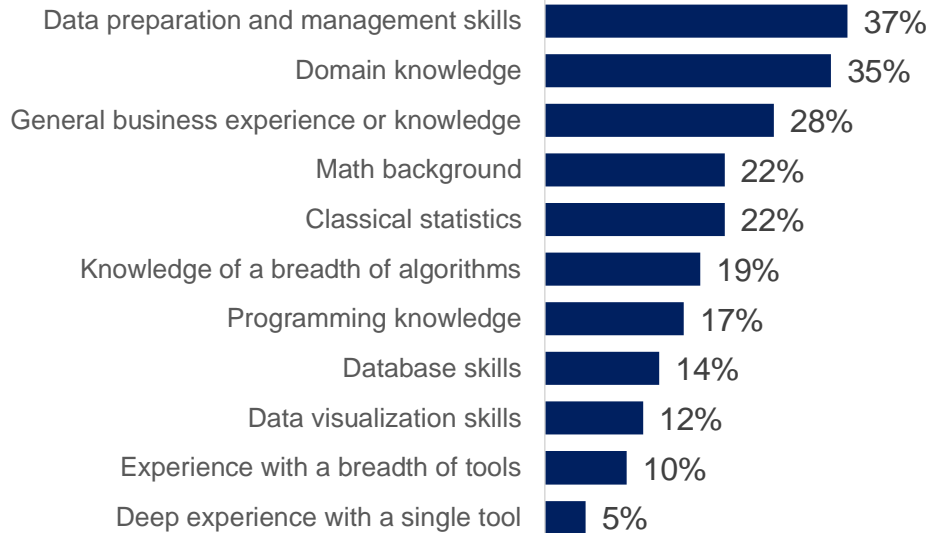 Data preparation and management skills 37%
Domain knowledge 35%
General business experience or knowledge 28%
Math background 22%
Classical statistics 22%
Knowledge of a breadth of algorithms 19%
Programming knowledge 17%
Database skills 14%
Data visualization skills 12%
Experience with a breadth of tools 10%
Deep experience with a single tool 5%